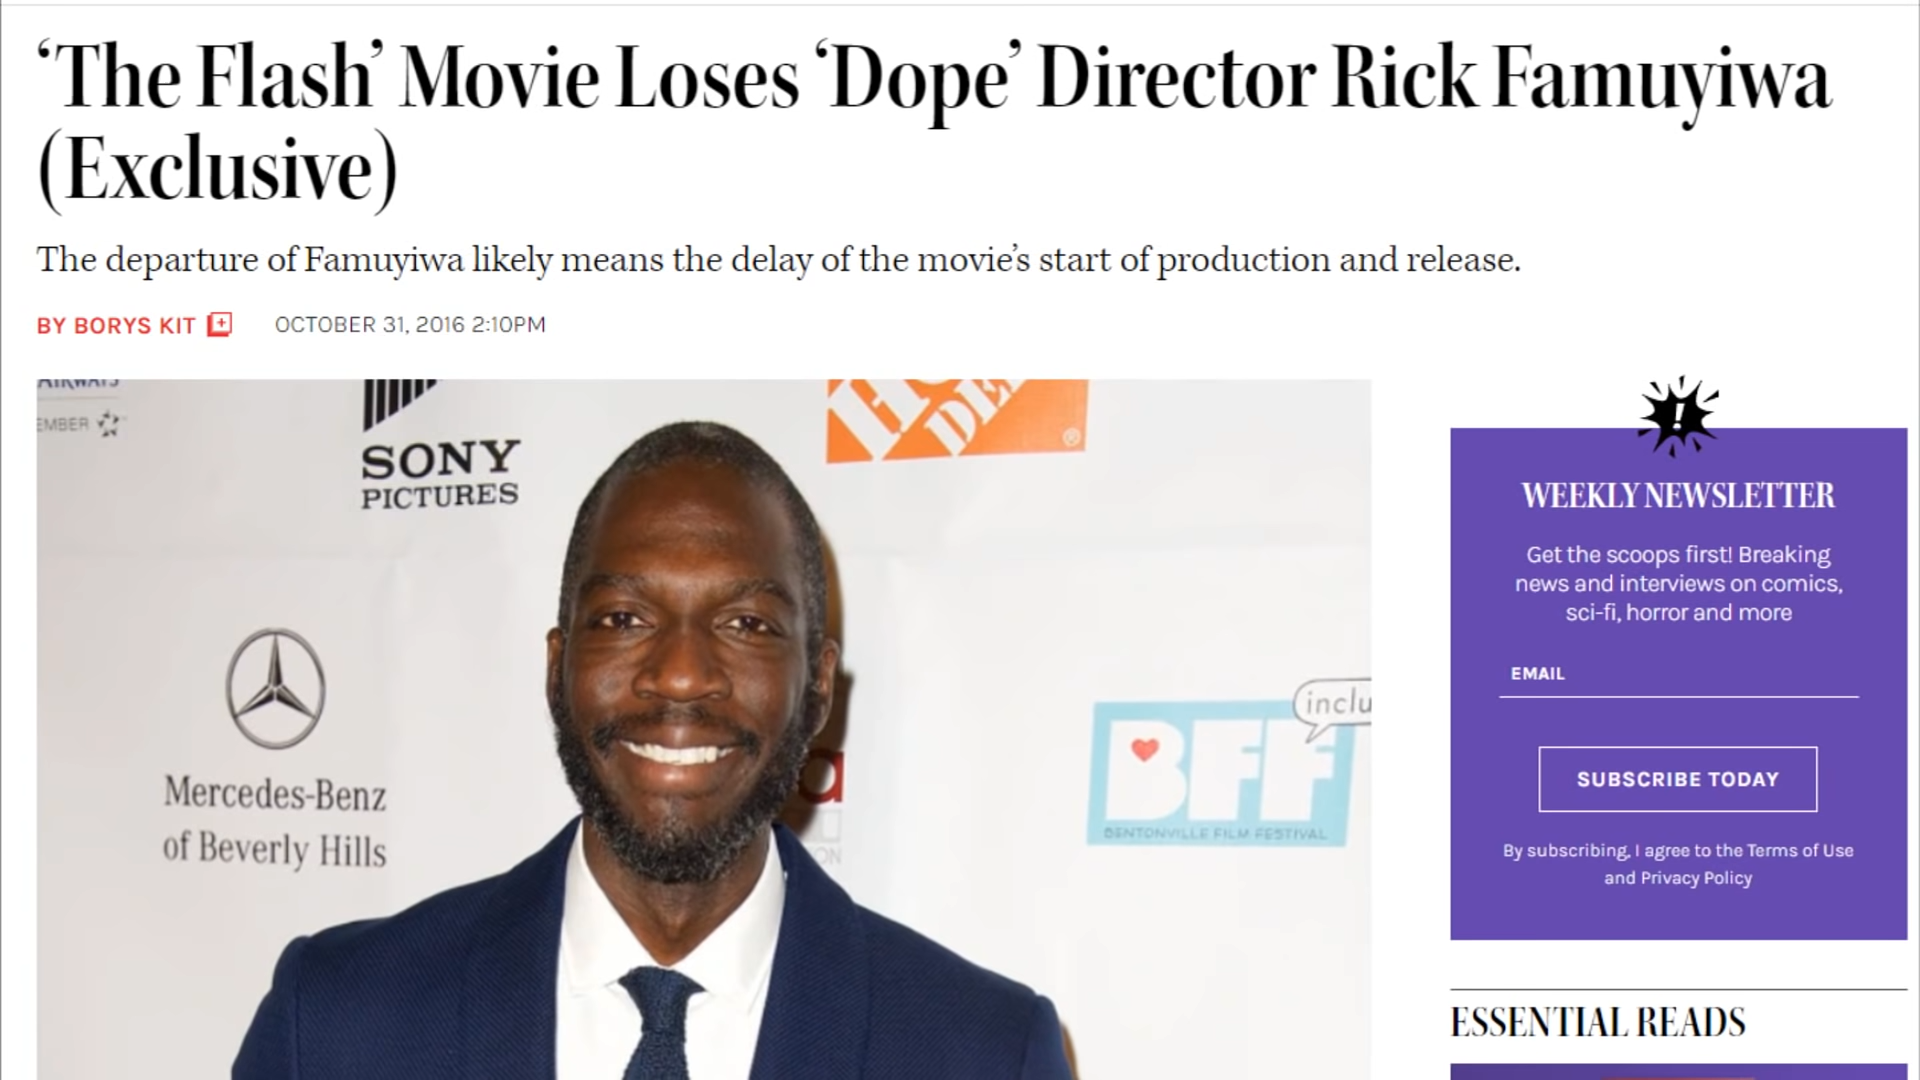 ‘The Flash’ Movie Loses ‘Dope’ Director Rick Famuyiwa
(Exclusive)
The departure of Famuyiwa likely means the delay of the movie’s start of production and release.
BY BORYS KIT
OCTOBER 31, 2016 2:10PM
EMBER
SONY
PICTURES
DE
®
Mercedes-Benz
of Beverly Hills
inclu
BFF
BENTONVILLE FILM FESTIVAL
!
WEEKLY NEWSLETTER
Get the scoops first! Breaking
news and interviews on comics,
sci-fi, horror and more
EMAIL
SUBSCRIBE TODAY
By subscribing, I agree to the Terms of Use
and Privacy Policy
ESSENTIAL READS